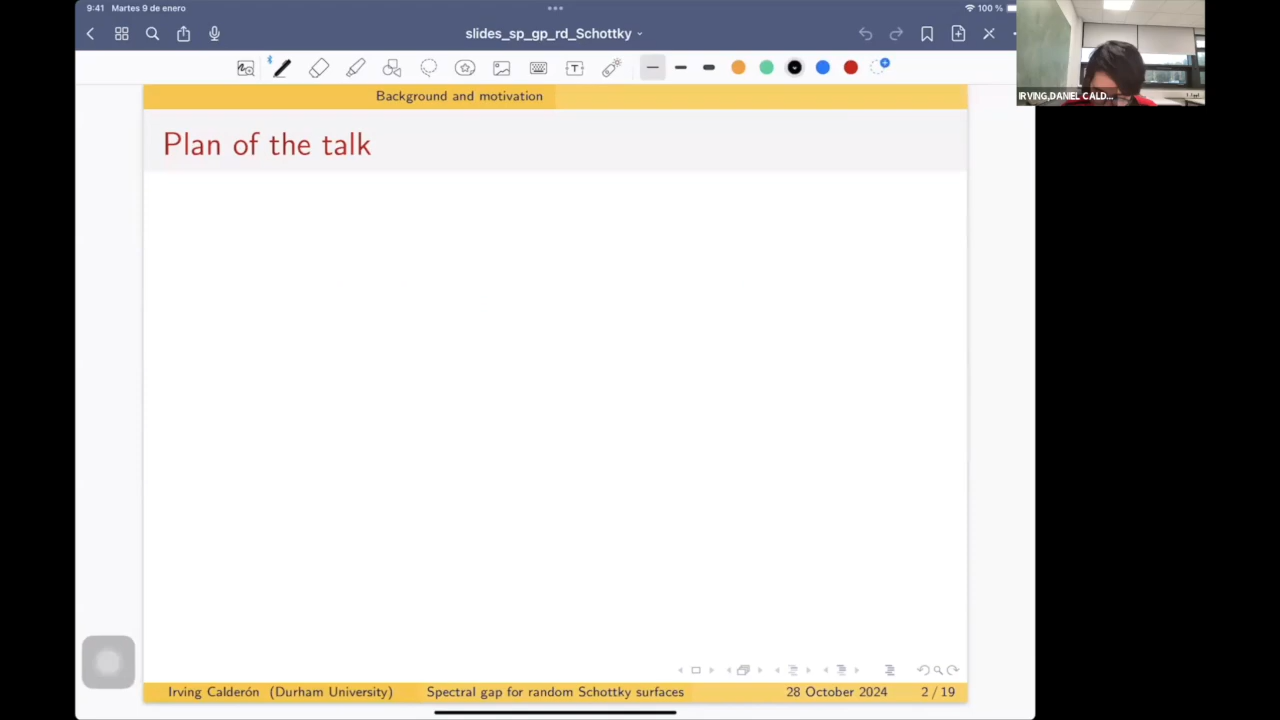 9:41 Martes 9 de enero
100 %
slides_sp_gp_rd_Schottky
IRVING,DANIEL CALD...
Background and motivation
Plan of the talk
Irving Calderón (Durham University) Spectral gap for random Schottky surfaces 28 October 2024 2 / 19